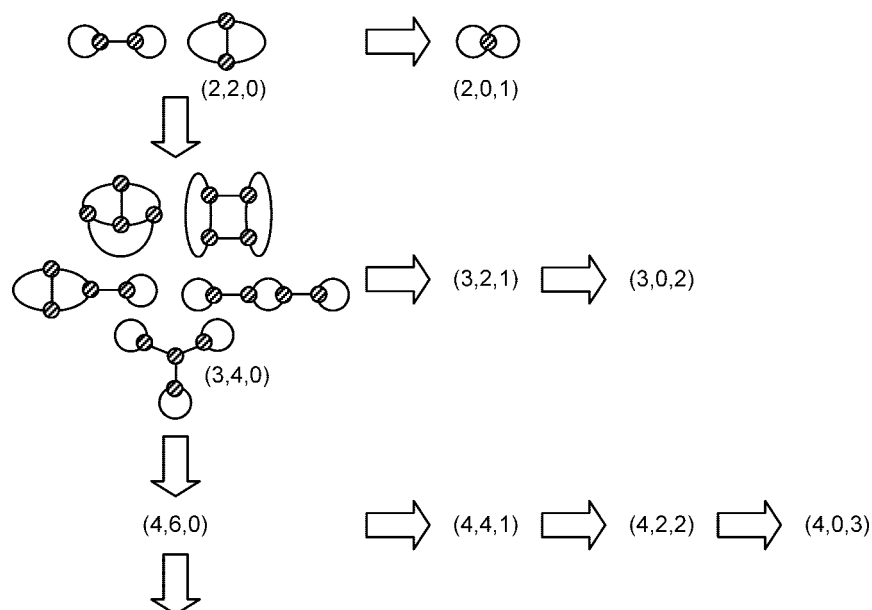 (2,2,0) (2,0,1)
(3,2,1) (3,0,2)
(3,4,0)
(4,6,0) (4,4,1) (4,2,2) (4,0,3)